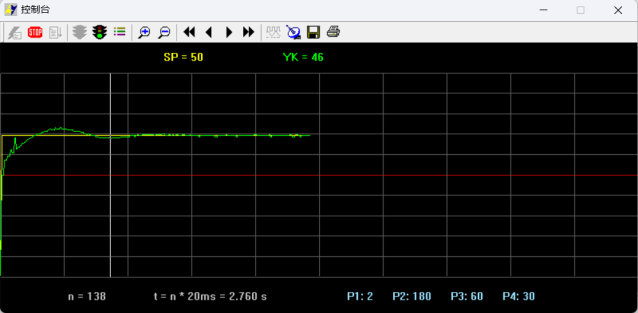 控制台
STOP
SP = 50 YK = 46
n = 138 t = n * 20ms = 2.760 s P1: 2 P2: 180 P3: 60 P4: 30